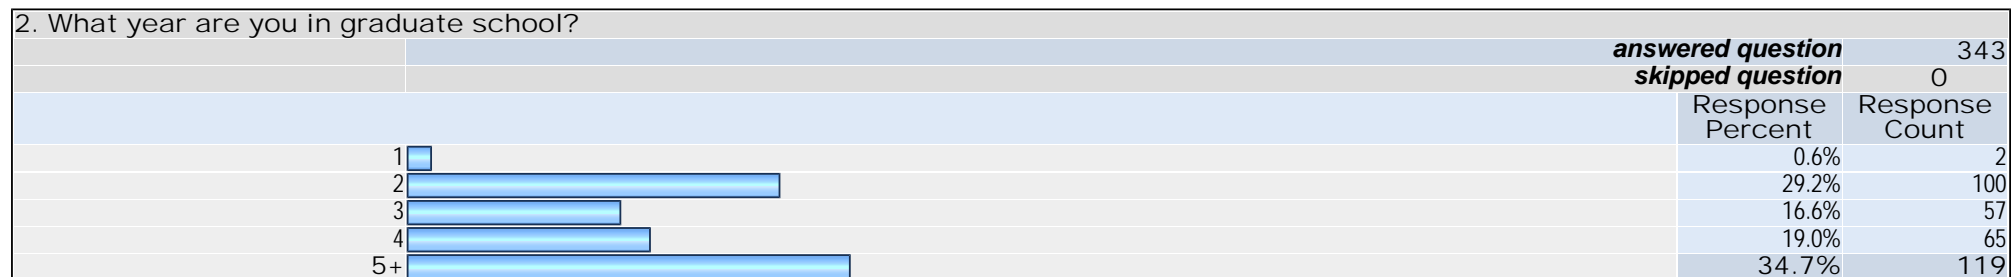 2. What year are you in graduate school?
answered question 343
skipped question 0
Response Percent Response Count
1 0.6% 2
2 29.2% 100
3 16.6% 57
4 19.0% 65
5+ 34.7% 119